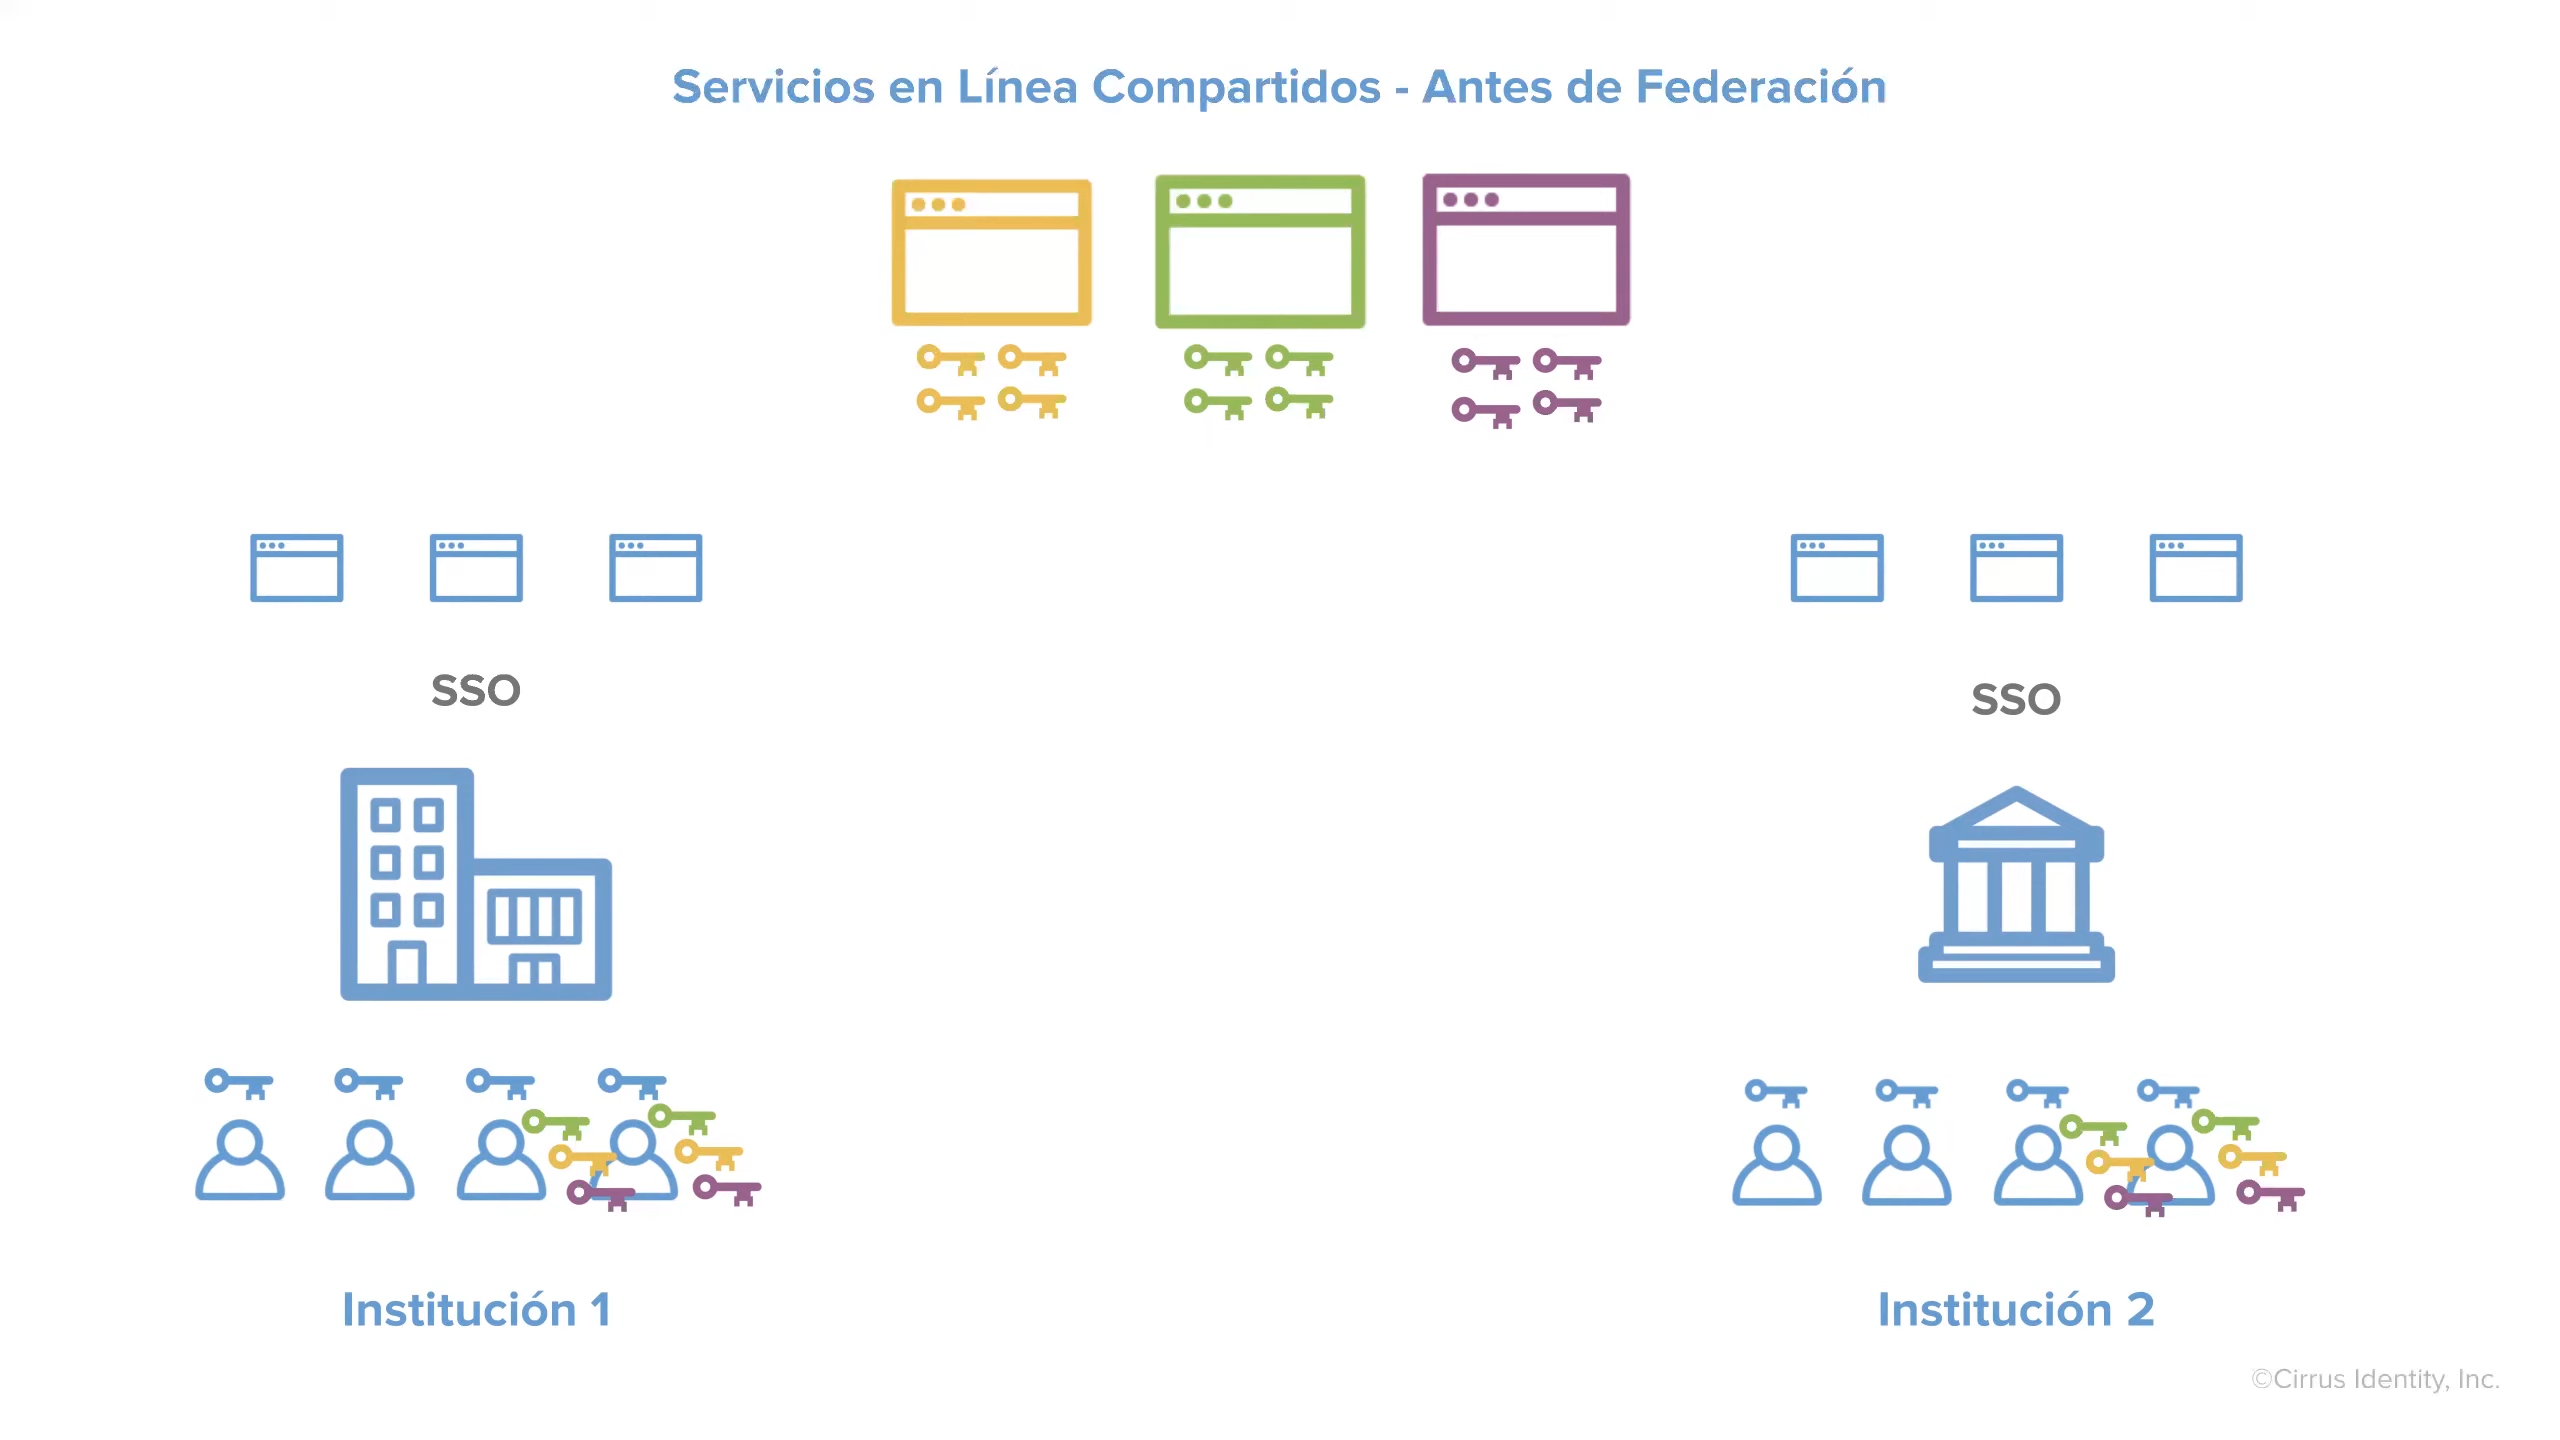 Servicios en Línea Compartidos - Antes de Federación
SSO
SSO
Institución 1
Institución 2
©Cirrus Identity, Inc.